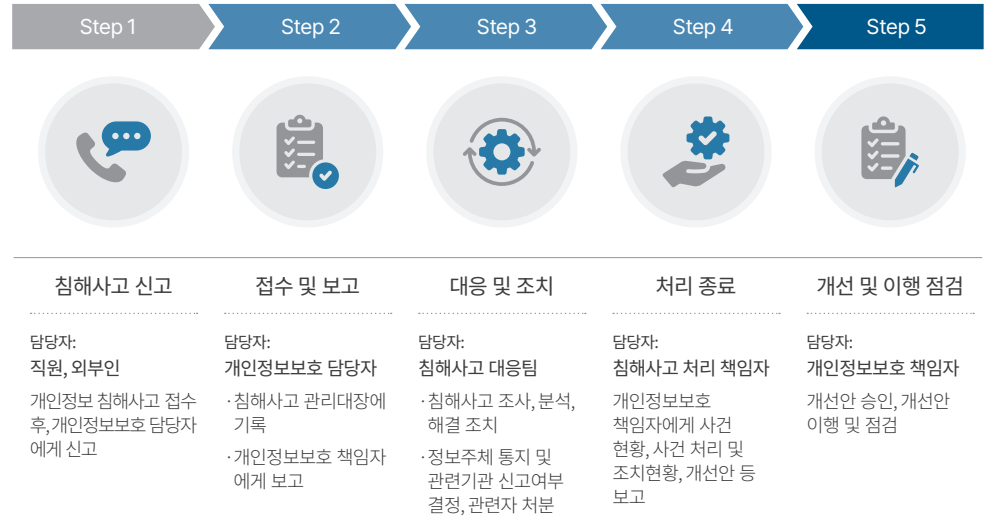 Step 1
Step 2
Step 3
Step 4
Step 5
침해사고 신고
담당자:
직원, 외부인
개인정보 침해사고 접수
후, 개인정보보호 담당자
에게 신고
접수 및 보고
담당자:
개인정보보호 담당자
·침해사고 관리대장에
기록
·개인정보보호 책임자
에게 보고
대응 및 조치
담당자:
침해사고 대응팀
·침해사고 조사, 분석,
해결 조치
·정보주체 통지 및
관련기관 신고여부
결정, 관련자 처분
처리 종료
담당자:
침해사고 처리 책임자
개인정보보호
책임자에게 사건
현황, 사건 처리 및
조치현황, 개선안 등
보고
개선 및 이행 점검
담당자:
개인정보보호 책임자
개선안 승인, 개선안
이행 및 점검